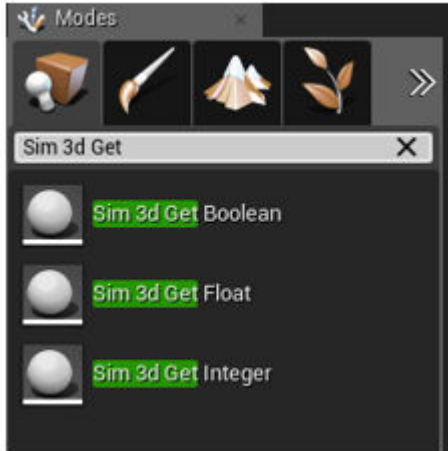 Modes
Sim 3d Get
Sim 3d Get Boolean
Sim 3d Get Float
Sim 3d Get Integer